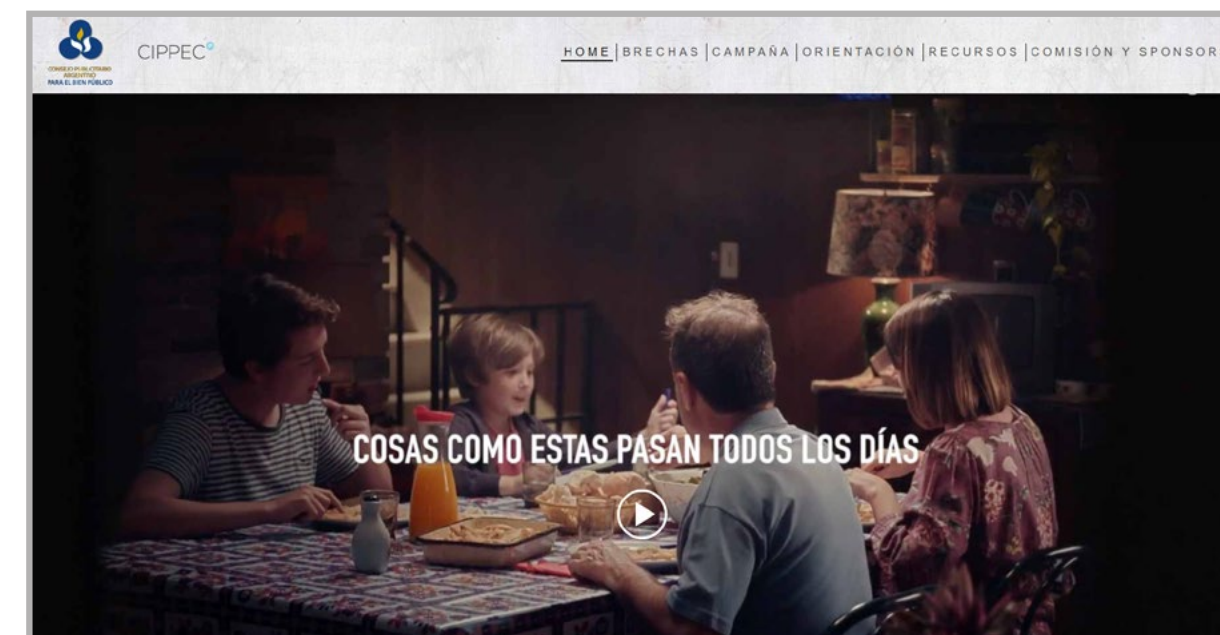 CONSEJO PUBLICITARIO
ARGENTINO
PARA EL BIEN PÚBLICO
CIPPEC
HOME |BRECHAS |CAMPAÑA |ORIENTACIÓN |RECURSOS |COMISIÓN Y SPONSOR
COSAS COMO ESTAS PASAN TODOS LOS DÍAS